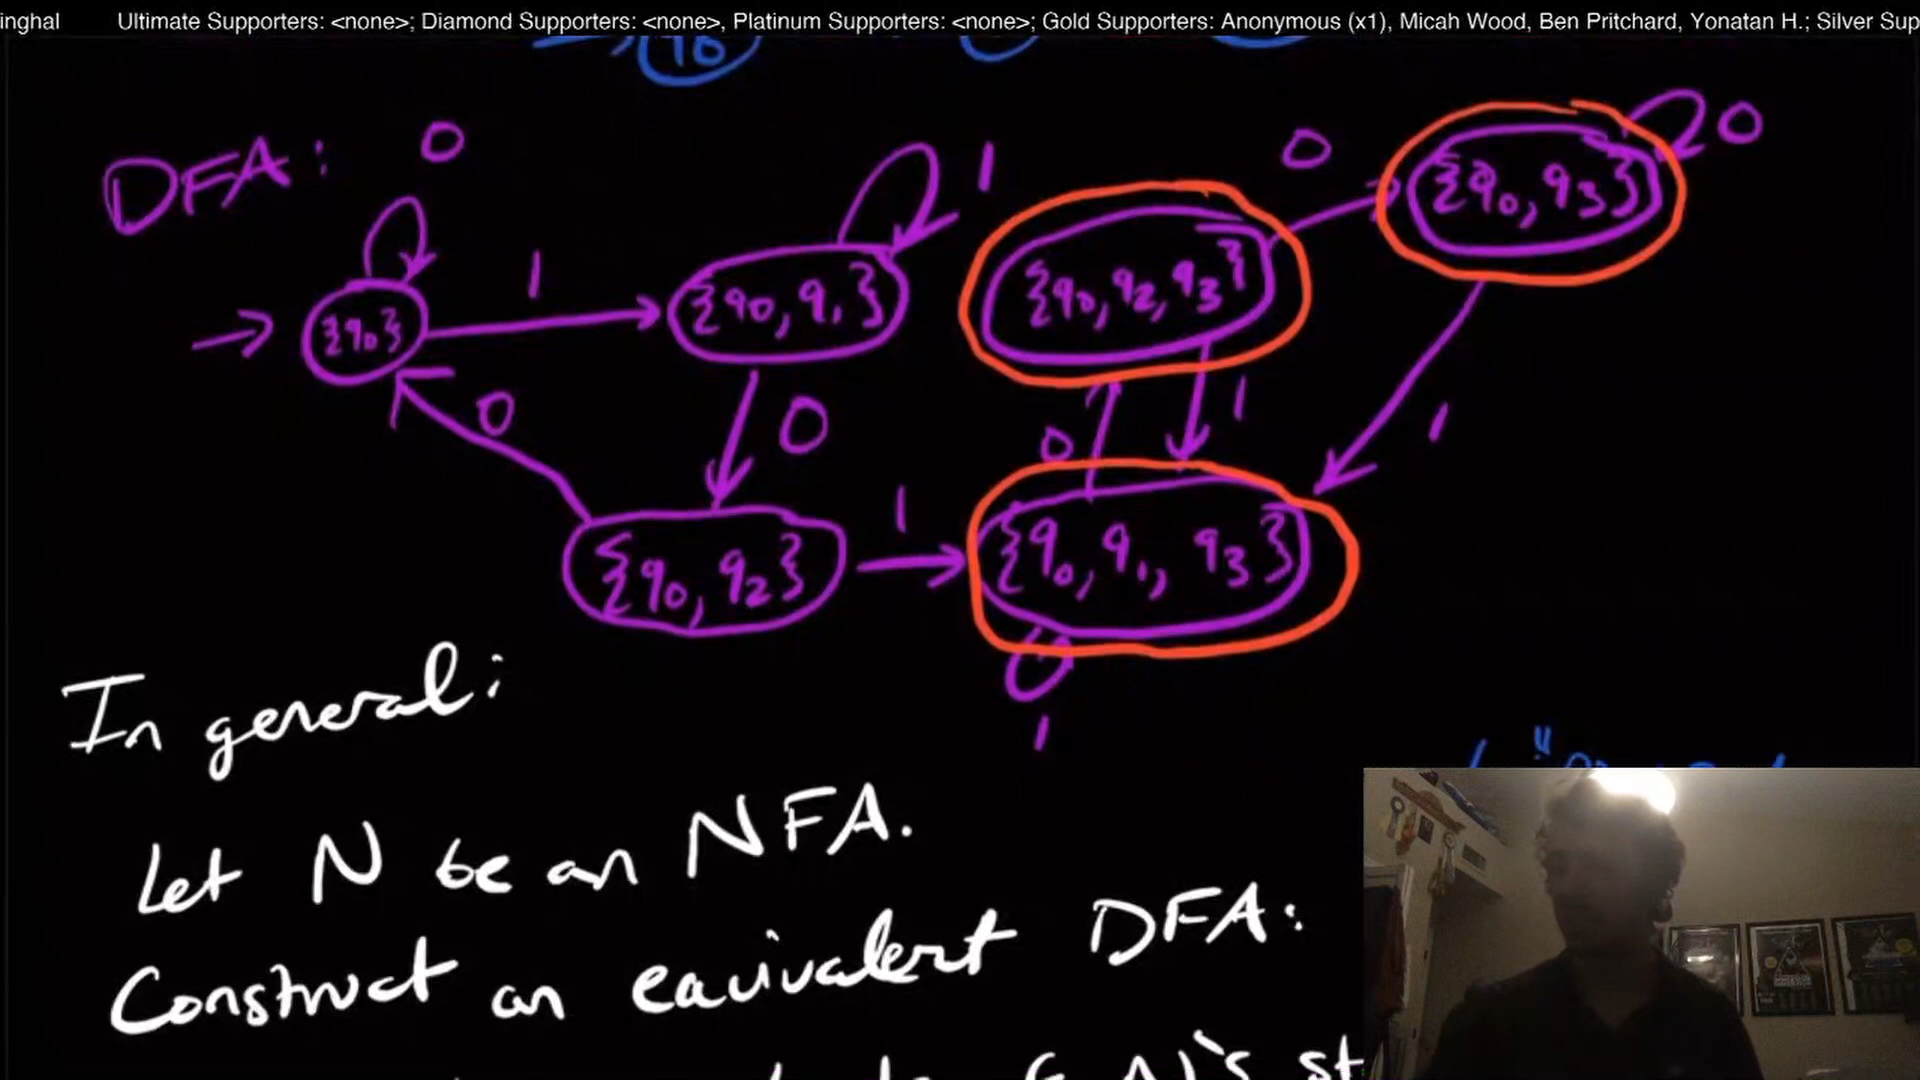 inghal Ultimate Supporters: <none>; Diamond Supporters: <none>, Platinum Supporters: <none>; Gold Supporters: Anonymous (x1), Micah Wood, Ben Pritchard, Yonatan H.; Silver Sup
DFA: 0 1 0 {q0, q3} 0
{q0} 1 {q0, q1} {q0, q2, q3}
0 0 0 1 1
{q0, q2} 1 {q0, q1, q3}
1
In general:
Let N be an NFA.
Construct an equivalent DFA:
N's st